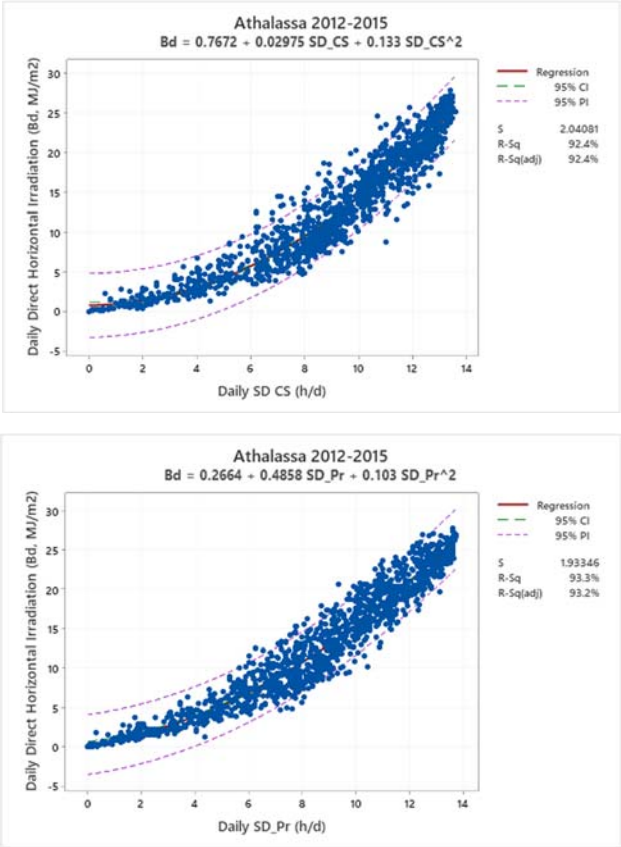 Athalassa 2012-2015
Bd = 0.7672 + 0.02975 SD_CS + 0.133 SD_CS^2
Daily Direct Horizontal Irradiation (Bd, MJ/m2)
30
25
20
15
10
5
0
-5
0 2 4 6 8 10 12 14
Daily SD CS (h/d)
Regression
95% CI
95% PI
S 2.04081
R-Sq 92.4%
R-Sq(adj) 92.4%
Athalassa 2012-2015
Bd = 0.2664 + 0.4858 SD_Pr + 0.103 SD_Pr^2
Daily Direct Horizontal Irradiation (Bd, MJ/m2)
30
25
20
15
10
5
0
-5
0 2 4 6 8 10 12 14
Daily SD_Pr (h/d)
Regression
95% CI
95% PI
S 1.93346
R-Sq 93.3%
R-Sq(adj) 93.2%